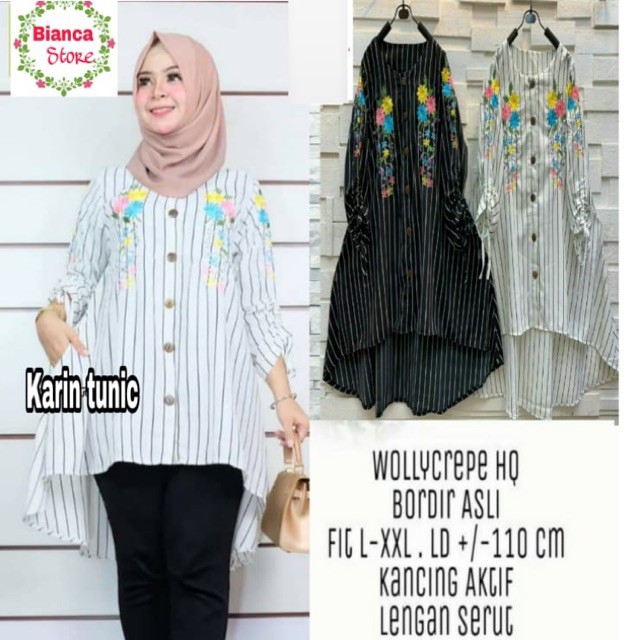 Bianca
Store
Karin tunic
Wollycrepe HQ
Bordir Asli
Fit L-XXL . LD +/-110 cm
Kancing Aktif
Lengan Serut